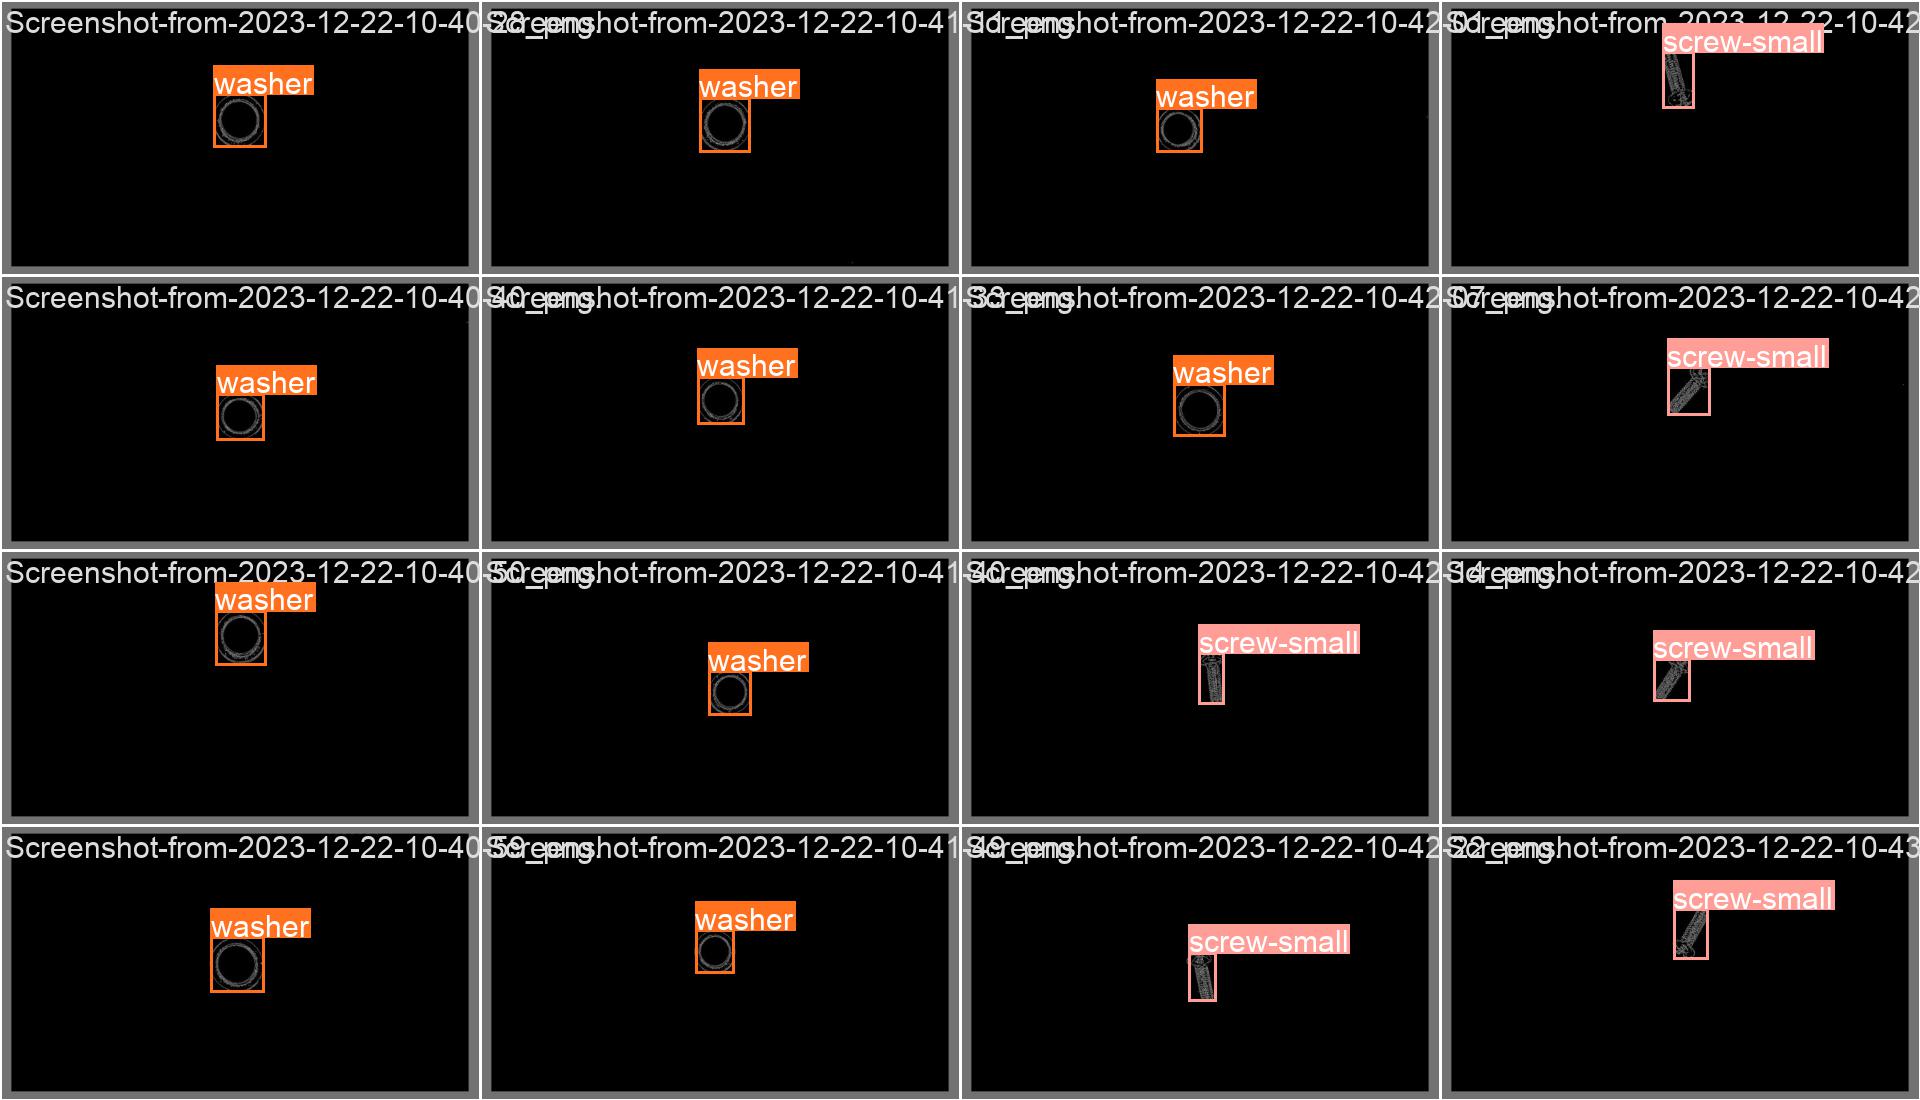 Screenshot-from-2023-12-22-10-40-28_png. Screenshot-from-2023-12-22-10-41-11_png. Screenshot-from-2023-12-22-10-42-01_png. Screenshot-from-2023-12-22-10-42
washer washer washer screw-small
Screenshot-from-2023-12-22-10-40-40_png. Screenshot-from-2023-12-22-10-41 Screenshot-from-2023-12-22-10-42-07_png. Screenshot-from-2023-12-22-10-42
washer washer washer screw-small
Screenshot-from-2023-12-22-10-40-50_png. Screenshot-from-2023-12-22-10-41-40_png. Screenshot-from-2023-12-22-10-42-14_png. Screenshot-from-2023-12-22-10-42
washer washer screw-small screw-small
Screenshot-from-2023-12-22-10-40-59_png. Screenshot-from-2023-12-22-10-41-49_png. Screenshot-from-2023-12-22-10-42-22_png. Screenshot-from-2023-12-22-10-43
washer washer screw-small screw-small